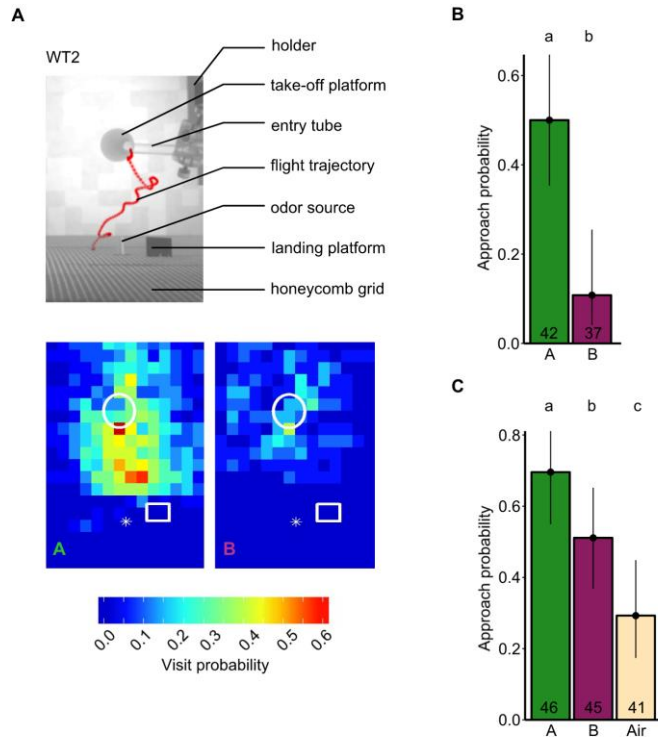 A
WT2
holder
take-off platform
entry tube
flight trajectory
odor source
landing platform
honeycomb grid
A
B
0.0 0.1 0.2 0.3 0.4 0.5 0.6
Visit probability
B
a b
Approach probability
0.6
0.4
0.2
0.0
42 37
A B
C
a b c
Approach probability
0.8
0.6
0.4
0.2
0.0
46 45 41
A B Air